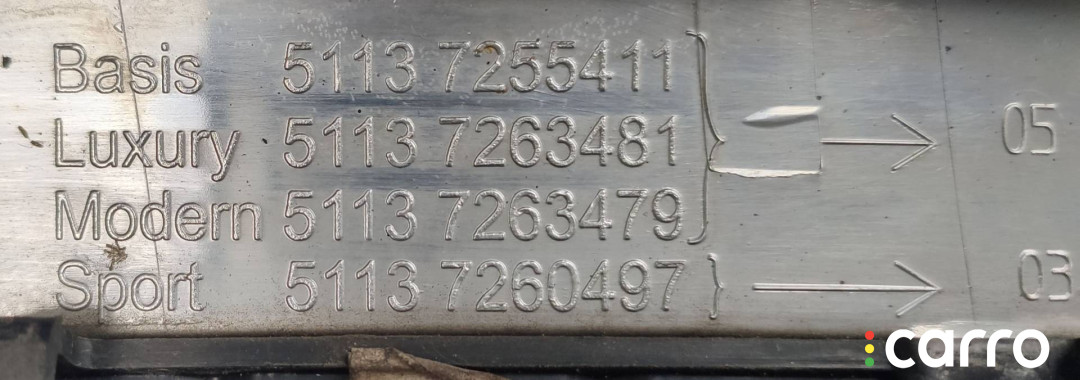 Basis 5113 7255411
Luxury 5113 7263481 05
Modern 5113 7263479
Sport 5113 7260497 03
carro